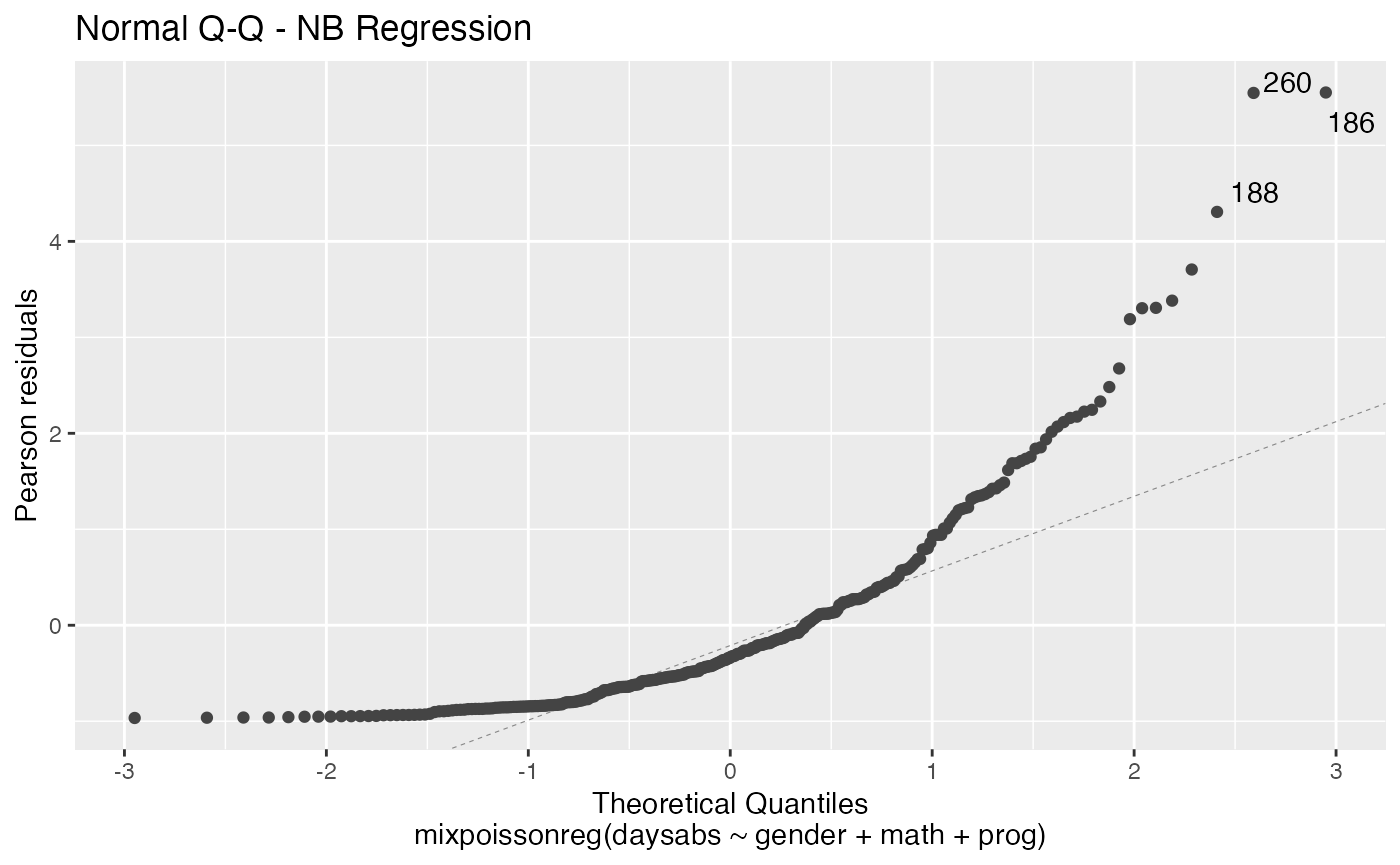 Normal Q-Q - NB Regression
260
186
188
4
2
0
Pearson residuals
-3 -2 -1 0 1 2 3
Theoretical Quantiles
mixpoissonreg(daysabs ~ gender + math + prog)